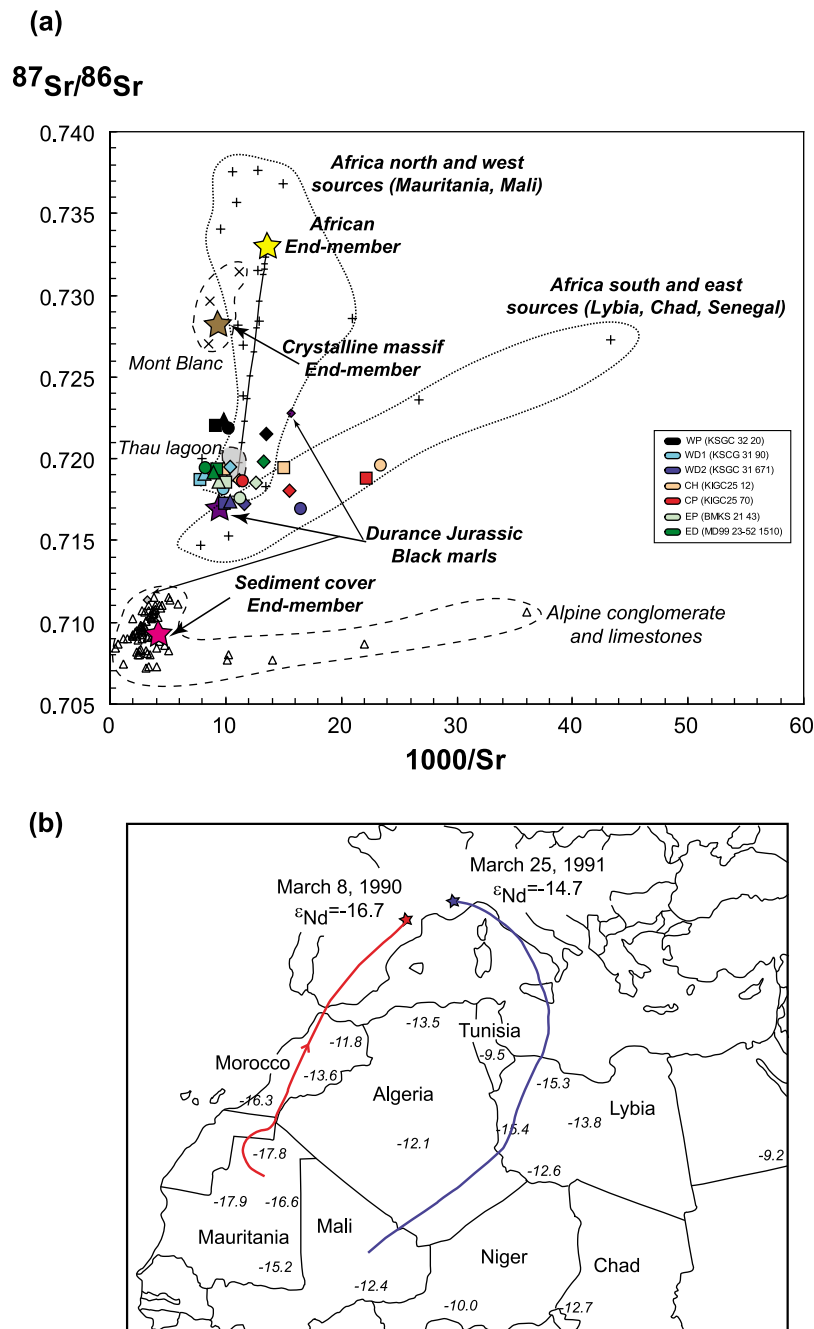 (a)
87Sr/86Sr
0.740
0.735
0.730
0.725
0.720
0.715
0.710
0.705
0
10
20
30
40
50
60
1000/Sr
Africa north and west
sources (Mauritania, Mali)
African
End-member
Africa south and east
sources (Lybia, Chad, Senegal)
Crystalline massif
End-member
Mont Blanc
Thau lagoon
WP (KSGC 32 20)
WD1 (KSCG 31 90)
WD2 (KSGC 31 671)
CH (KIGC25 12)
CP (KIGC25 70)
EP (BMKS 21 43)
ED (MD99 23-52 1510)
Durance Jurassic
Black marls
Sediment cover
End-member
Alpine conglomerate
and limestones
(b)
March 25, 1991
εNd=-14.7
March 8, 1990
εNd=-16.7
-13.5
Tunisia
-11.8
-9.5
Morocco
-13.6
-15.3
Algeria
-16.3
Lybia
-13.8
-15.4
-12.1
-17.8
-9.2
-12.6
-17.9
-16.6
Mali
Mauritania
Niger
Chad
-15.2
-12.4
-10.0
-12.7